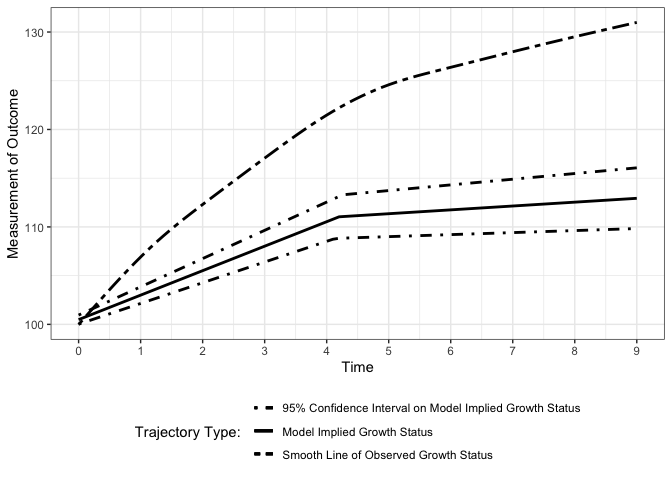 Measurement of Outcome
130
120
110
100
0 1 2 3 4 5 6 7 8 9
Time
Trajectory Type:
95% Confidence Interval on Model Implied Growth Status
Model Implied Growth Status
Smooth Line of Observed Growth Status